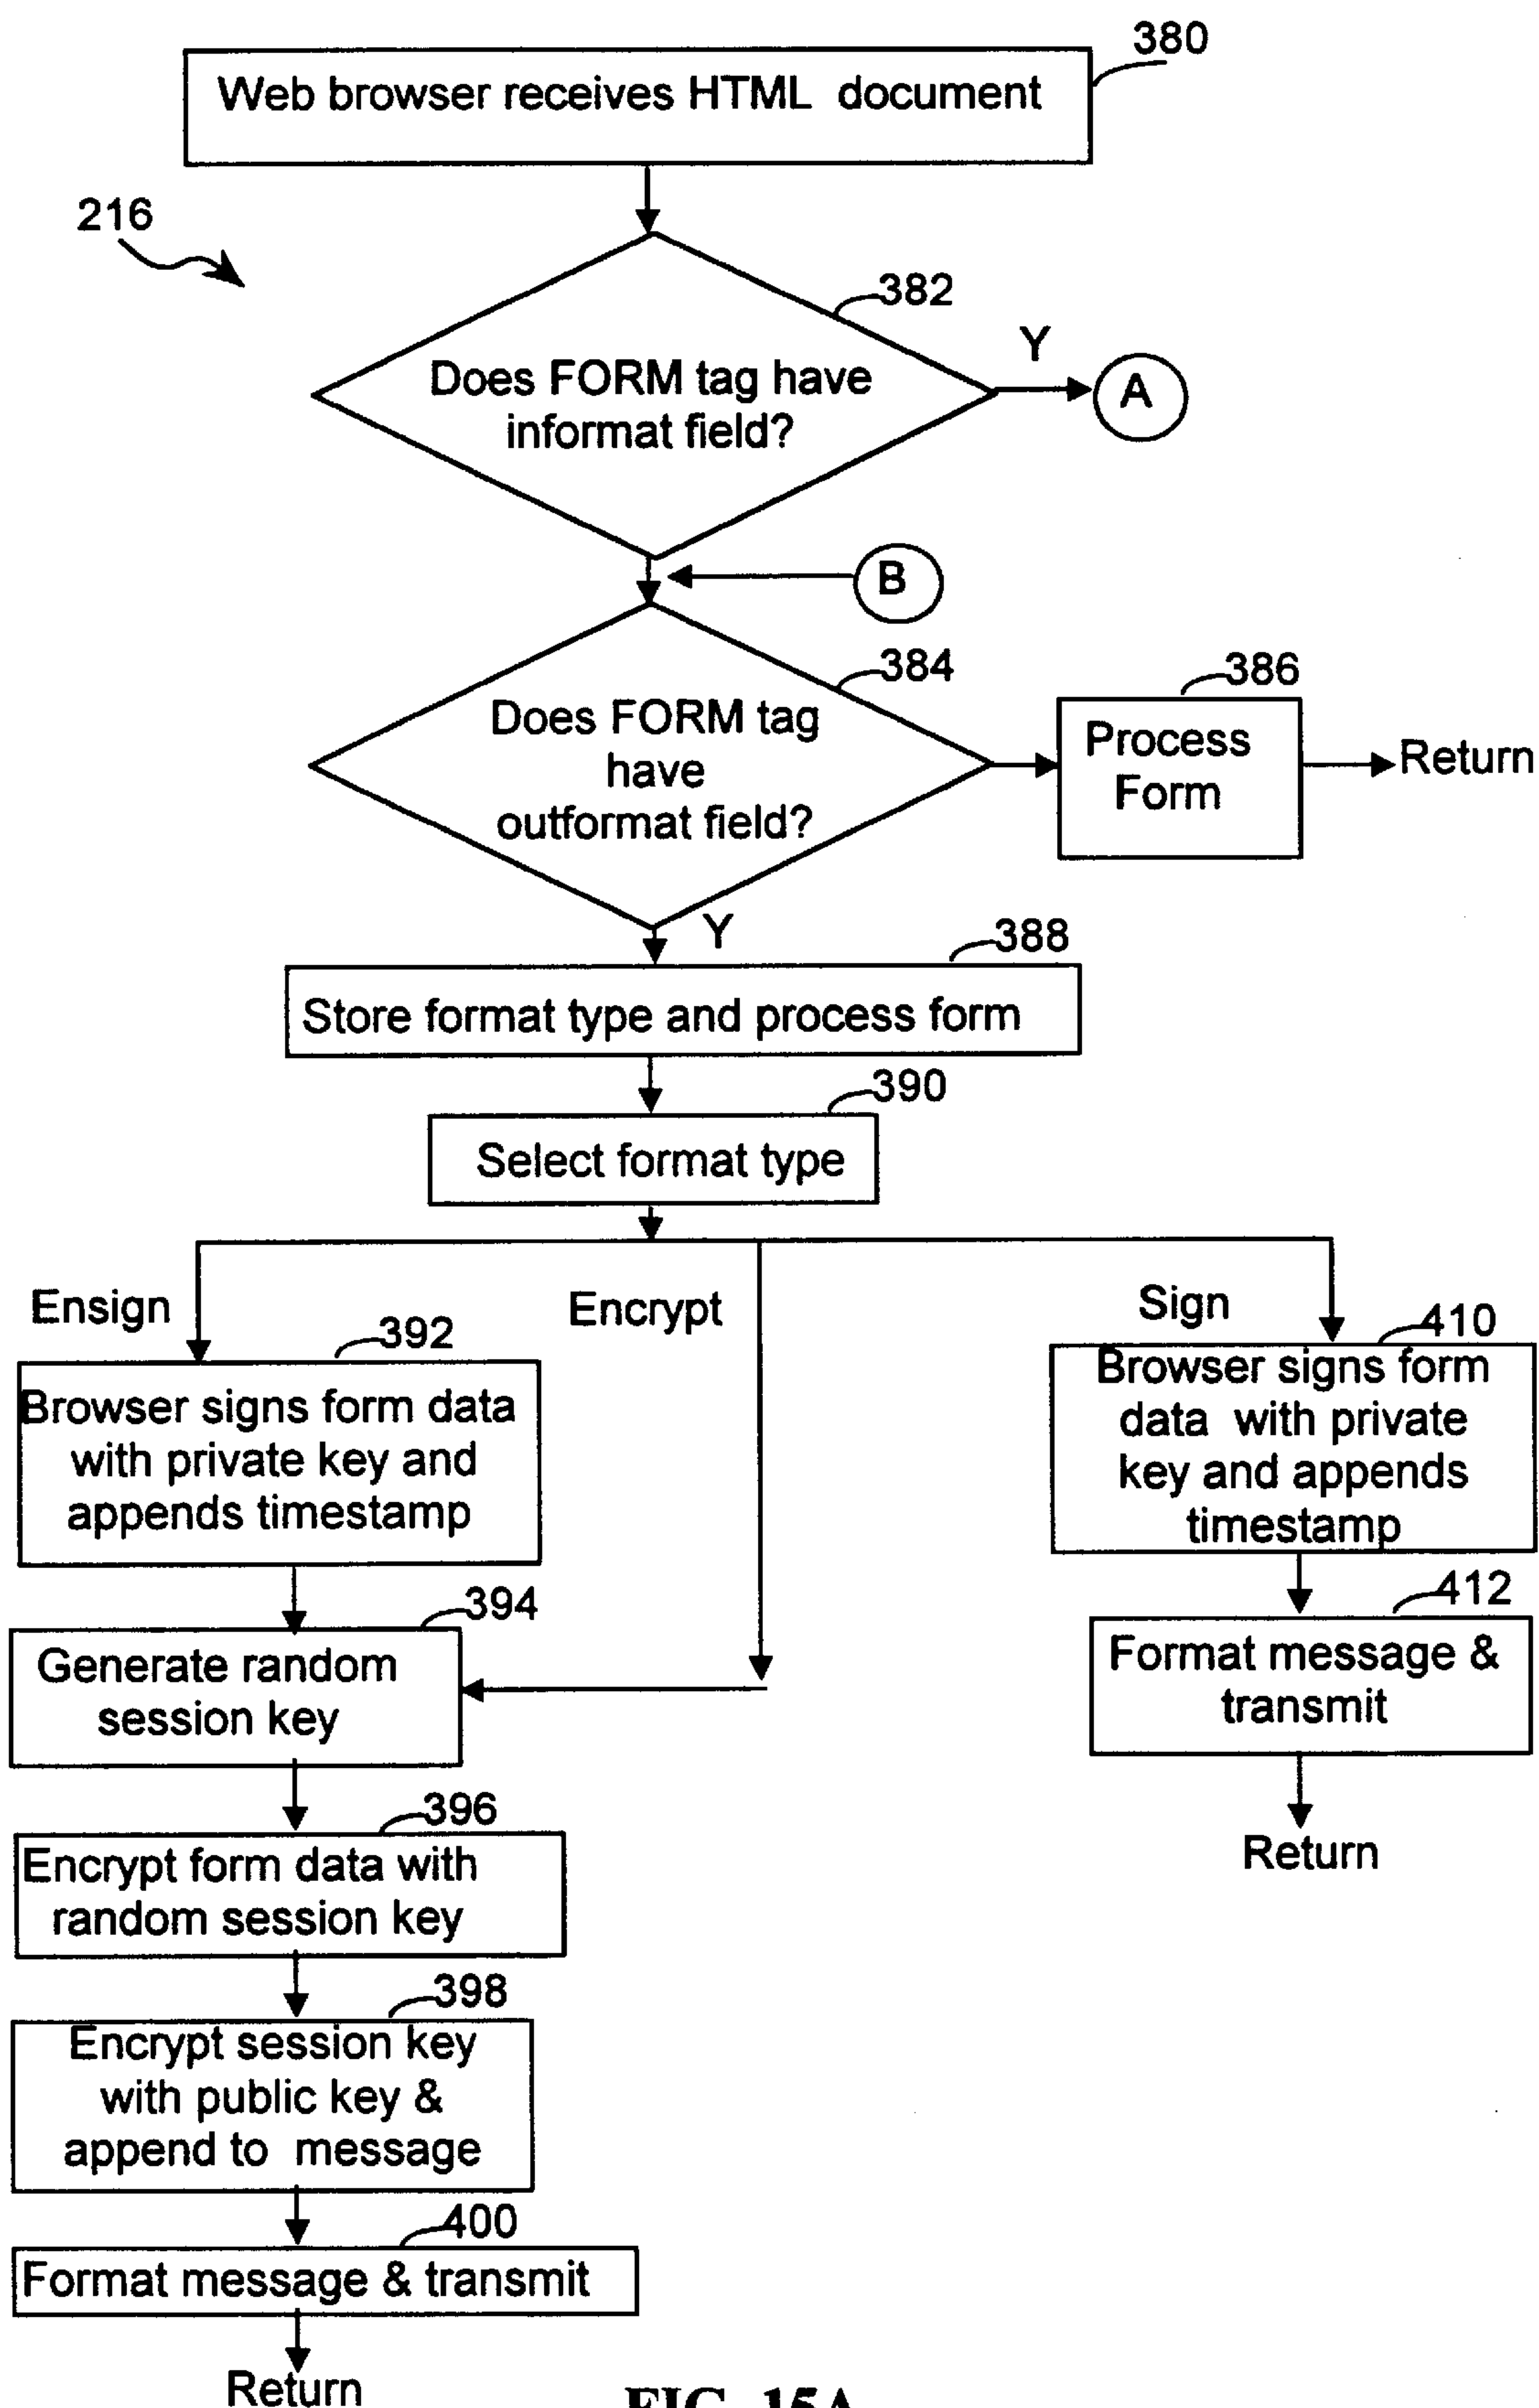 380
Web browser receives HTML document
216
382
Does FORM tag have
informat field?
Y
A
B
384
Does FORM tag
have
outformat field?
386
Process
Form
Return
Y
388
Store format type and process form
390
Select format type
Ensign
Encrypt
Sign
392
Browser signs form data
with private key and
appends timestamp
410
Browser signs form
data with private
key and appends
timestamp
394
Generate random
session key
412
Format message &
transmit
Return
396
Encrypt form data with
random session key
398
Encrypt session key
with public key &
append to message
400
Format message & transmit
Return
FIG. 15A